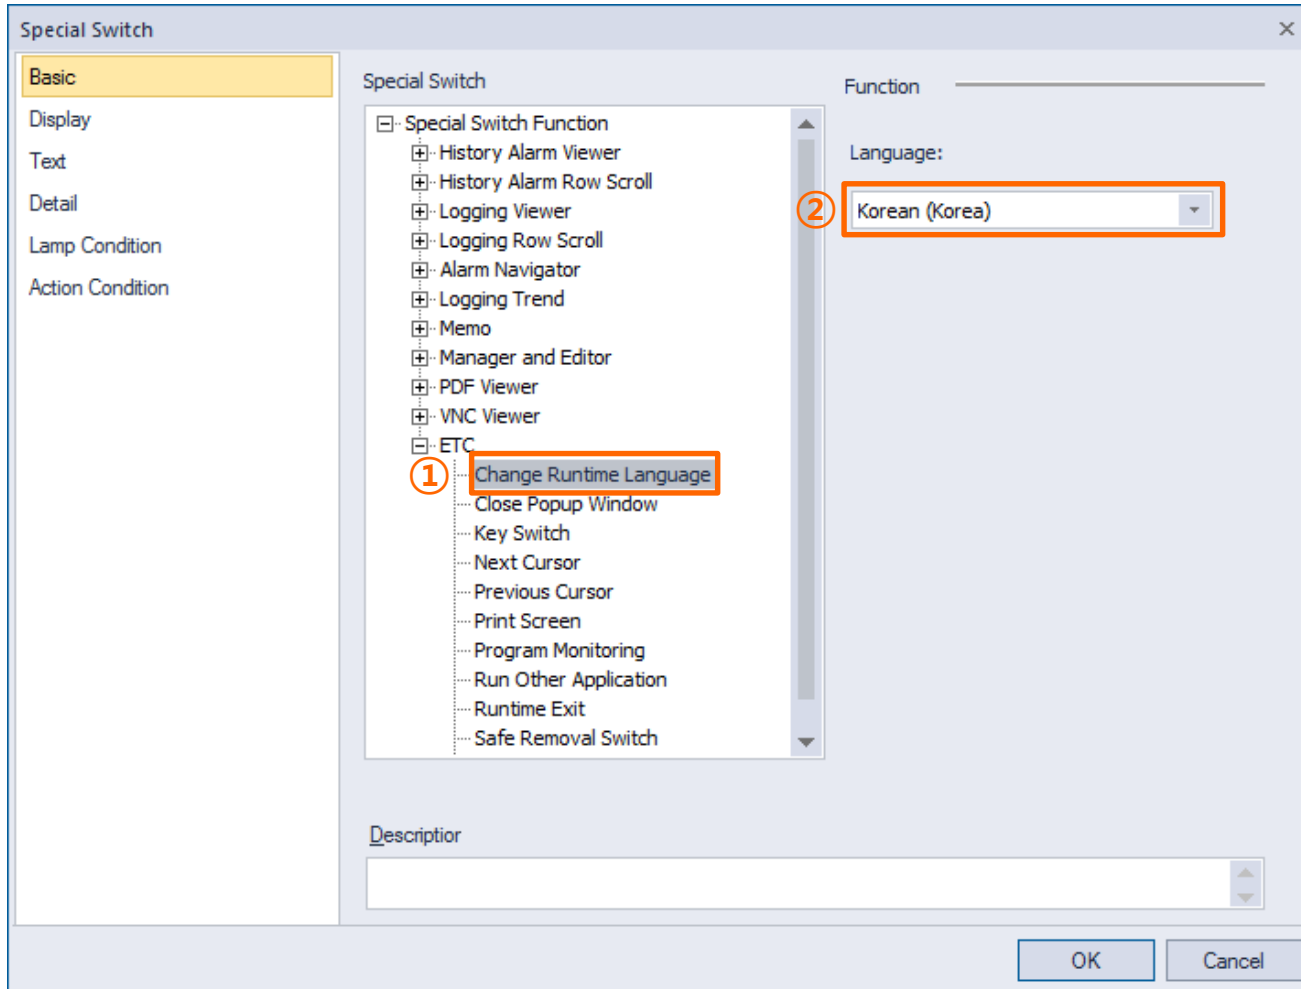 Special Switch
Basic
Display
Text
Detail
Lamp Condition
Action Condition
Special Switch
Special Switch Function
History Alarm Viewer
History Alarm Row Scroll
Logging Viewer
Logging Row Scroll
Alarm Navigator
Logging Trend
Memo
Manager and Editor
PDF Viewer
VNC Viewer
ETC
① Change Runtime Language
Close Popup Window
Key Switch
Next Cursor
Previous Cursor
Print Screen
Program Monitoring
Run Other Application
Runtime Exit
Safe Removal Switch
Function
Language:
② Korean (Korea)
Descriptior
OK
Cancel